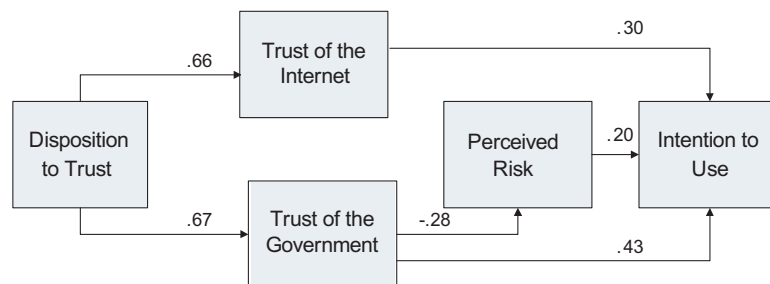 .30
Trust of the
Internet
.66
Disposition
to Trust
Perceived
Risk
.20
Intention to
Use
.67
Trust of the
Government
-.28
.43